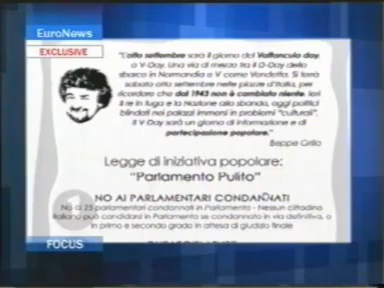 EuroNews
EXCLUSIVE
"L'otto settembre sarà il giorno del Vaffanculo day,
o V-Day. Una via di mezzo tra il D-Day dello
sbarco in Normandia e V come Vendetta. Si terrà
sabato otto settembre nelle piazze d'Italia, per
ricordare che dal 1943 non è cambiato niente. Ieri
il re in fuga e la Nazione allo sbando, oggi politici
blindati nei palazzi immersi in problemi "culturali".
Il V-Day sarà un giorno di informazione e di
partecipazione popolare."
Beppe Grillo
Legge di iniziativa popolare:
"Parlamento Pulito"
NO AI PARLAMENTARI CONDANNATI
No ai 25 parlamentari condannati in Parlamento - Nessun cittadino
italiano può candidarsi in Parlamento se condannato in via definitiva, o
in primo e secondo grado in attesa di giudizio finale
FOCUS